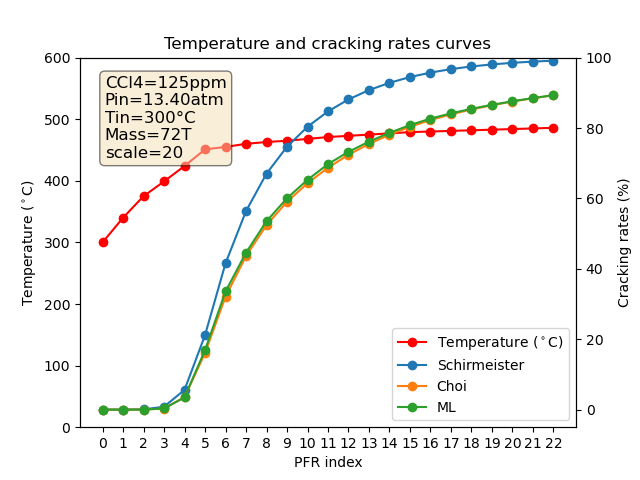 Temperature and cracking rates curves
CCl4=125ppm
Pin=13.40atm
Tin=300°C
Mass=72T
scale=20
Temperature (°C)
600
500
400
300
200
100
0
Cracking rates (%)
100
80
60
40
20
0
Temperature (°C)
Schirmeister
Choi
ML
0 1 2 3 4 5 6 7 8 9 10 11 12 13 14 15 16 17 18 19 20 21 22
PFR index